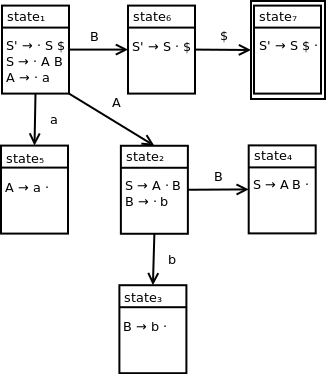 state₁
S' → · S $
S → · A B
A → · a
B
state₆
S' → S · $
$
state₇
S' → S $ ·
a
A
state₅
A → a ·
state₂
S → A · B
B → · b
B
state₄
S → A B ·
b
state₃
B → b ·